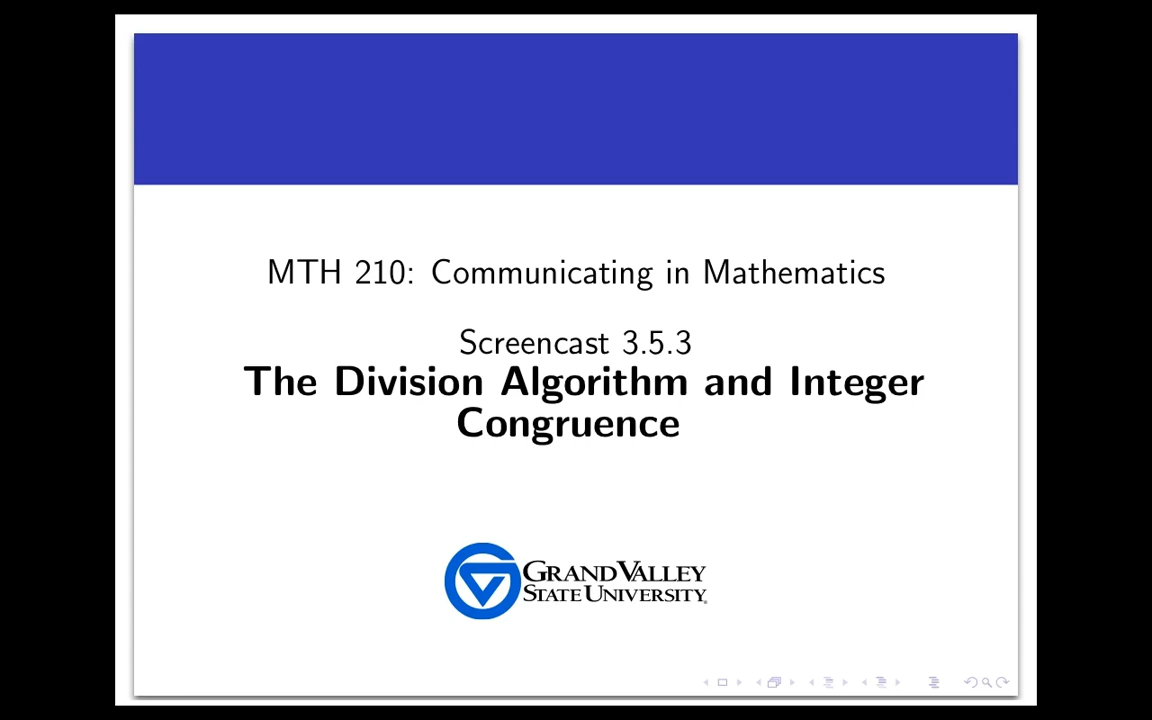 MTH 210: Communicating in Mathematics
Screencast 3.5.3
The Division Algorithm and Integer
Congruence
GRAND VALLEY
STATE UNIVERSITY.